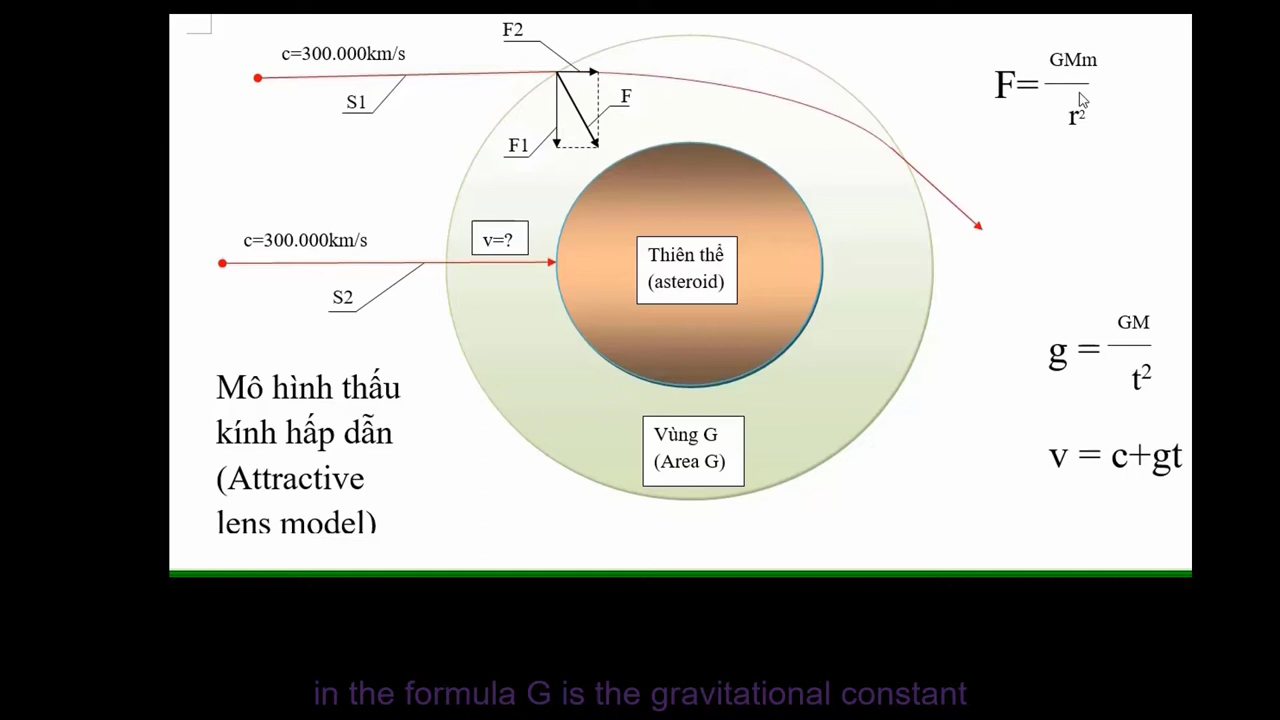 F2
c=300.000km/s
S1
F
F1
F= GMm
r²
c=300.000km/s
v=?
S2
Thiên thể
(asteroid)
g = GM
t²
Mô hình thấu
kính hấp dẫn
(Attractive
lens model)
Vùng G
(Area G)
v = c+gt
in the formula G is the gravitational constant